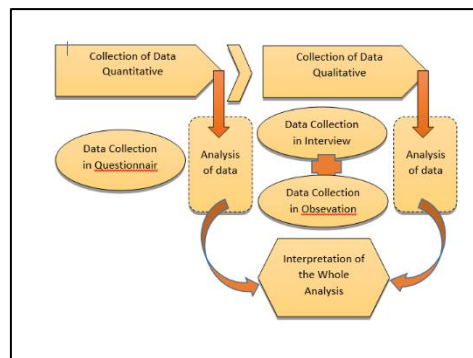 Collection of Data
Quantitative
Collection of Data
Qualitative
Data Collection
in Questionnair
Analysis
of data
Data Collection
in Interview
Data Collection
in Obsevation
Analysis
of data
Interpretation of
the Whole
Analysis